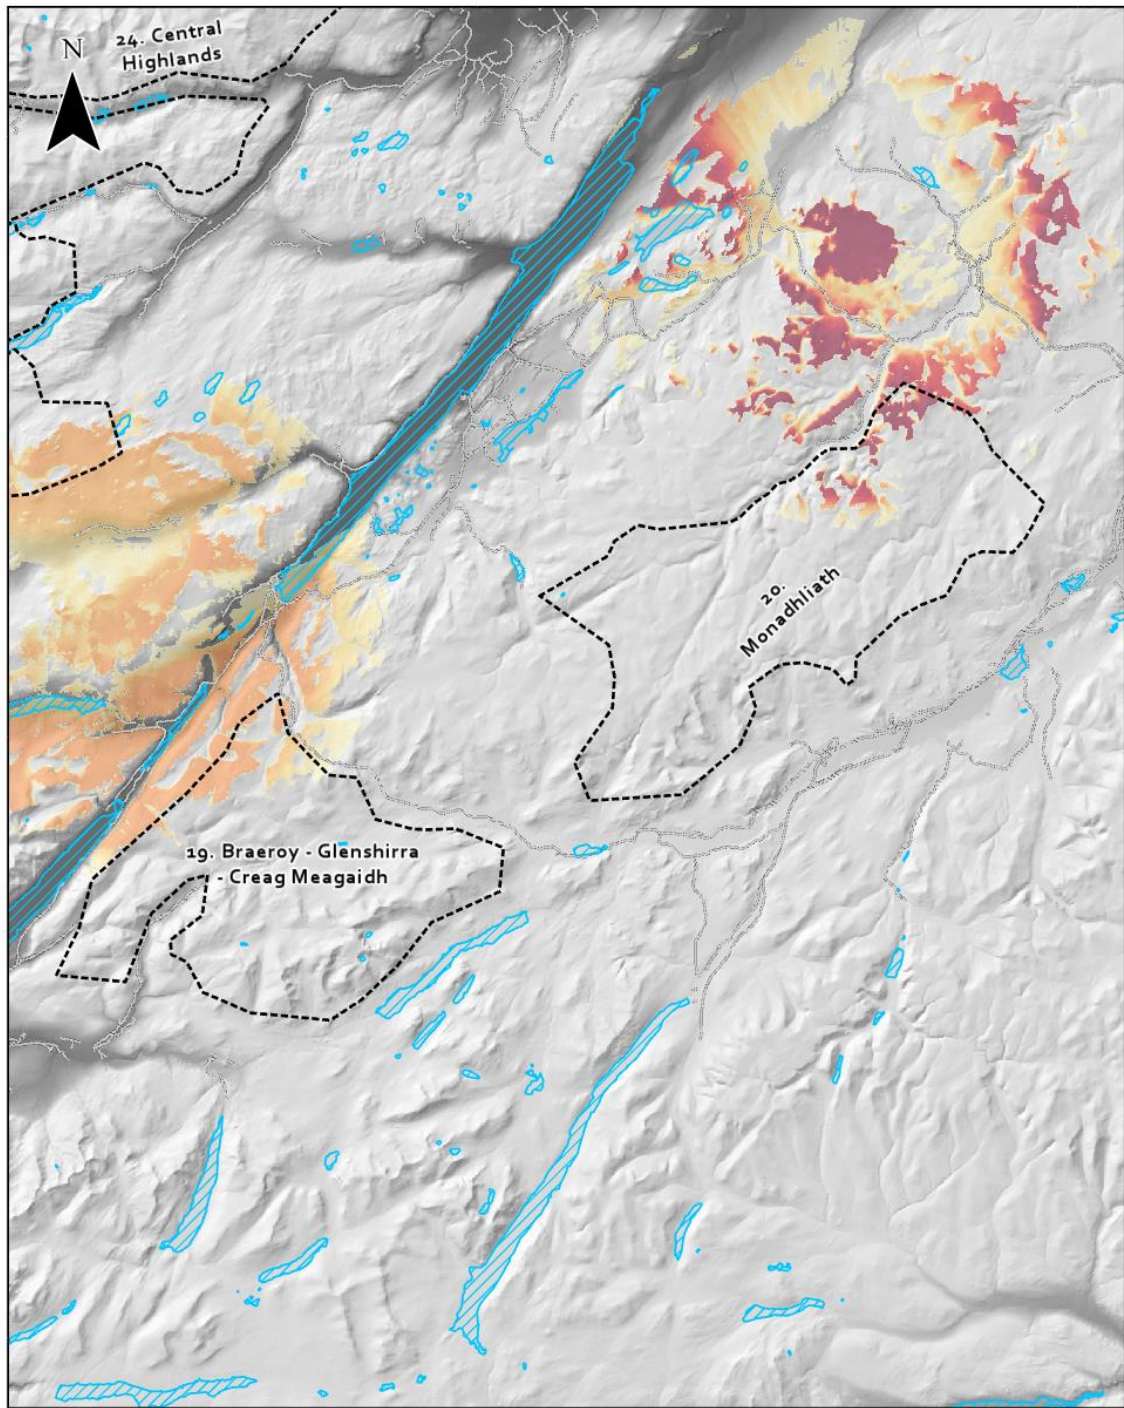 24. Central
Highlands
N
20.
Monadhliath
19. Braeroy - Glenshirra
- Creag Meagaidh